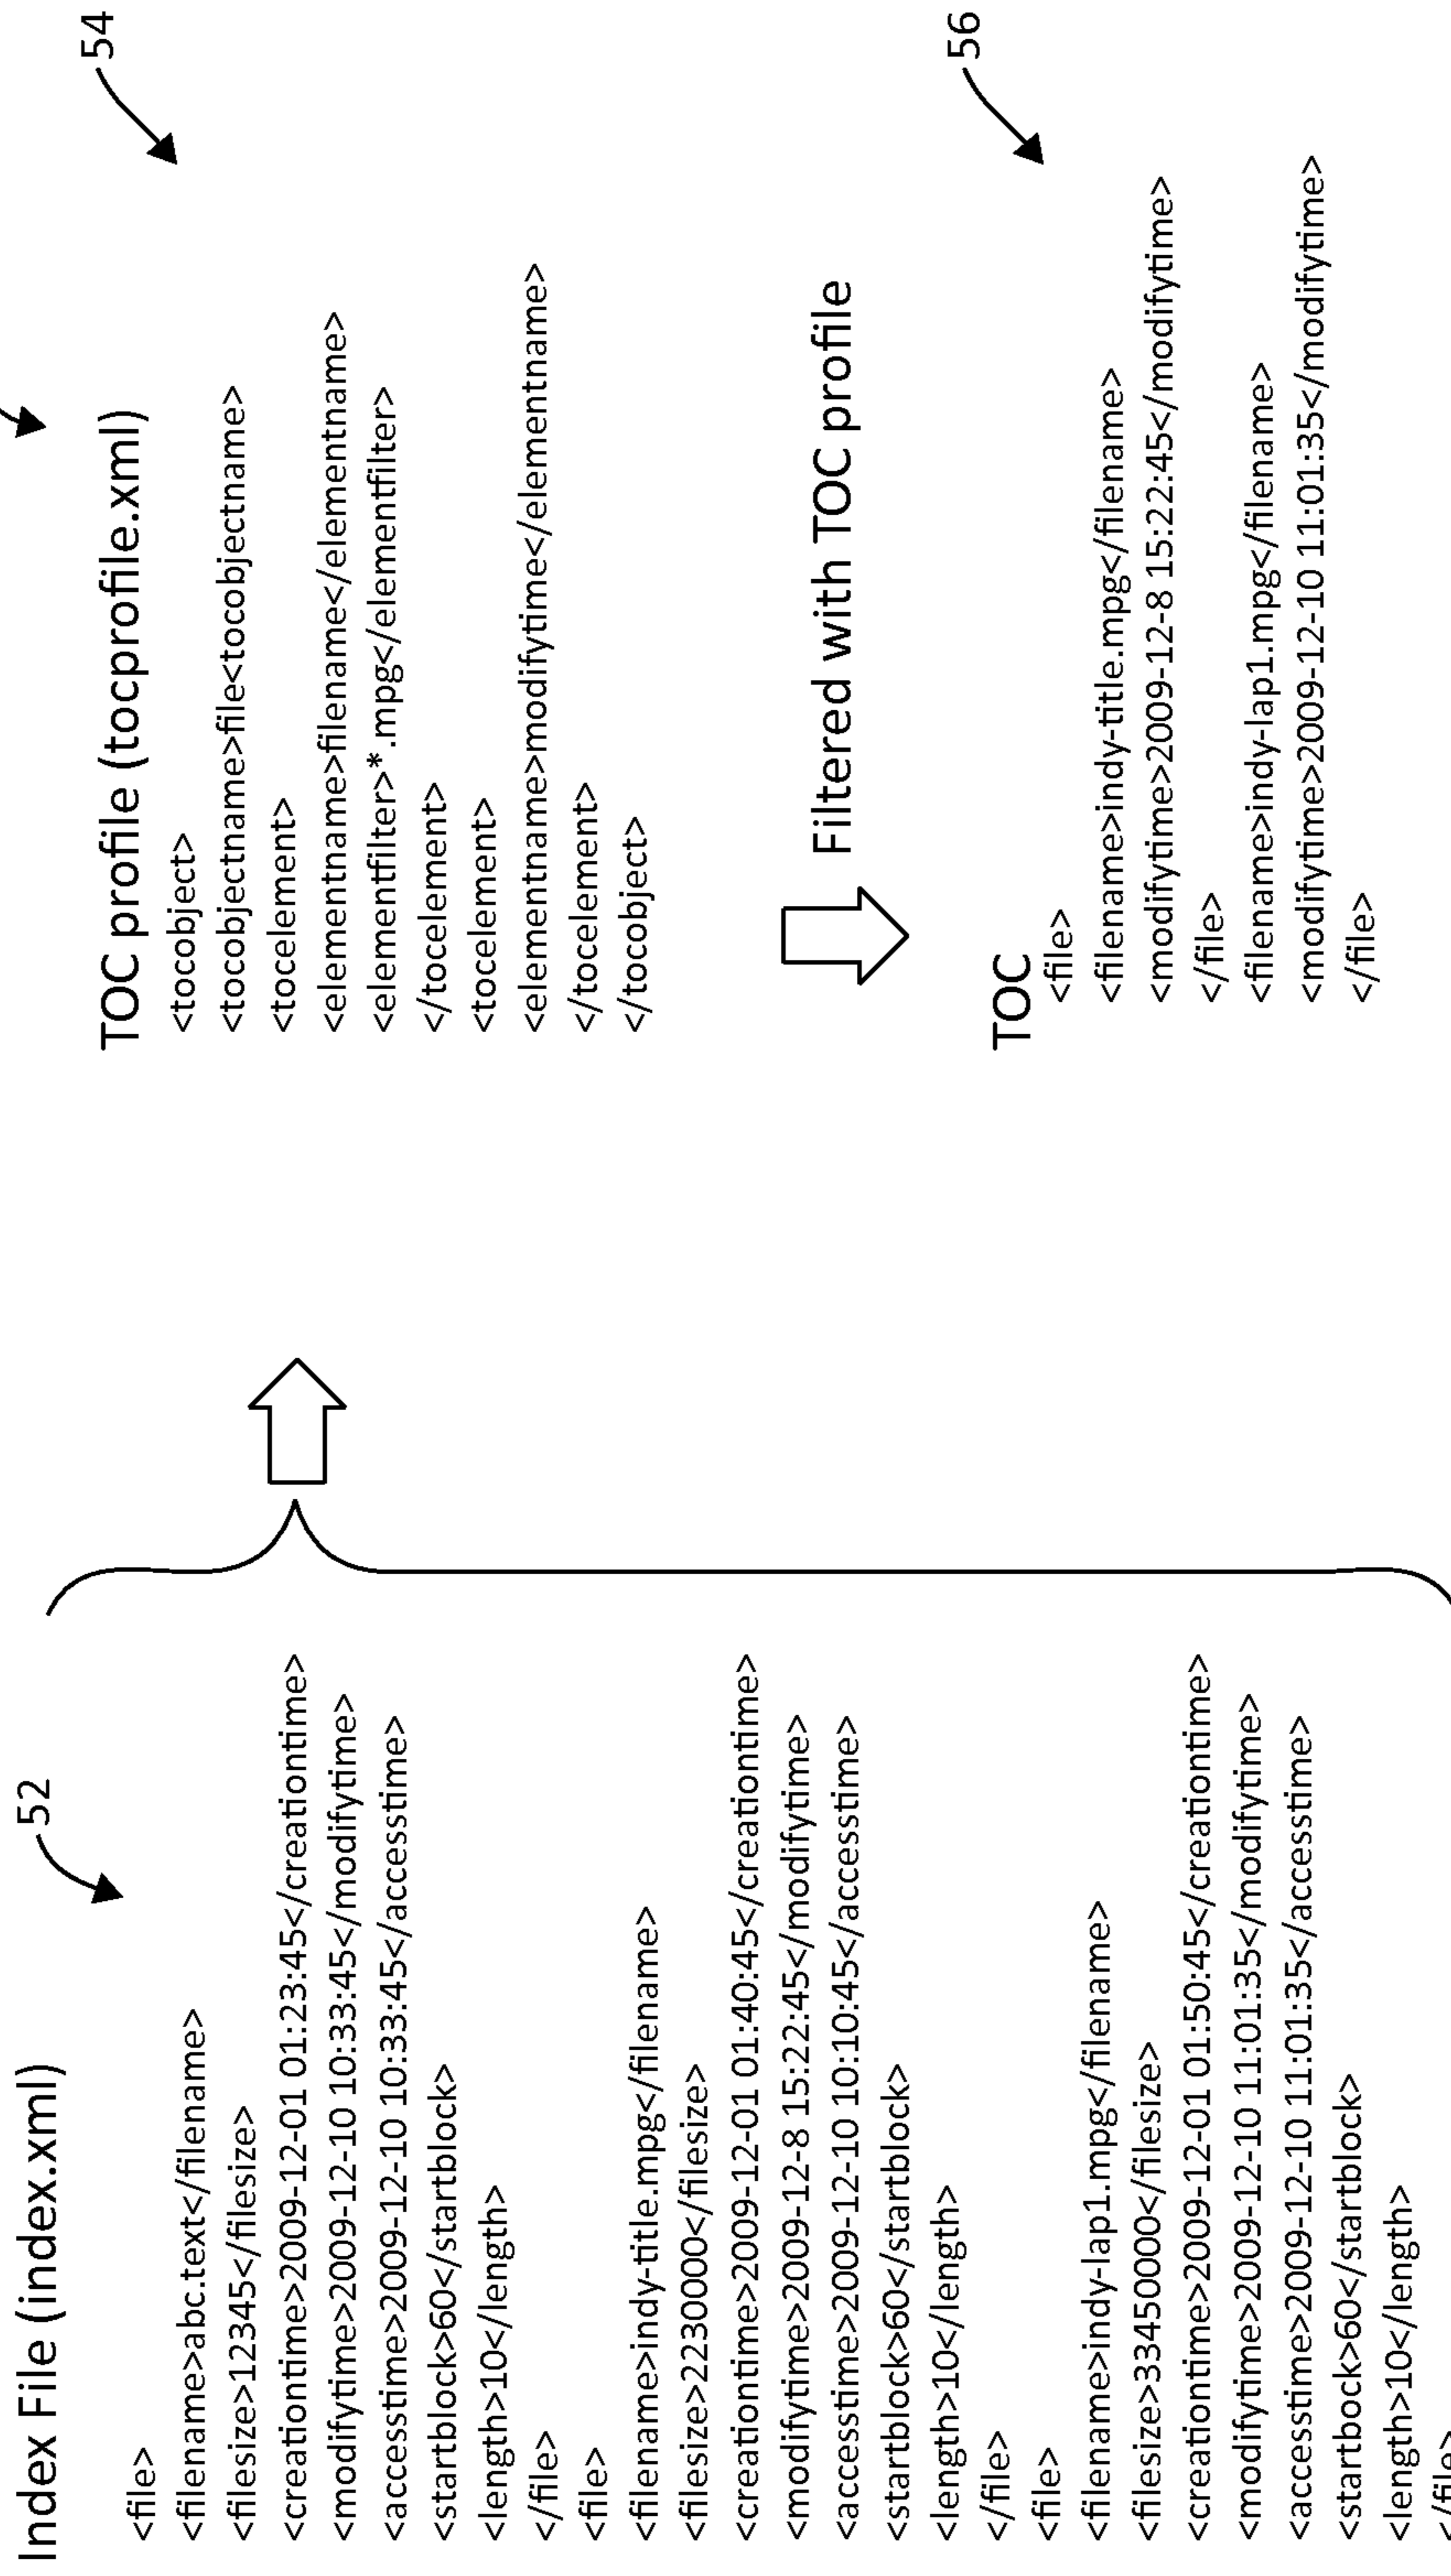 Index File (index.xml)
52
<file>
<filename>abc.text</filename>
<filesize>12345</filesize>
<creationtime>2009-12-01 01:23:45</creationtime>
<modifytime>2009-12-10 10:33:45</modifytime>
<accesstime>2009-12-10 10:33:45</accesstime>
<startblock>60</startblock>
<length>10</length>
</file>
<file>
<filename>indy-title.mpg</filename>
<filesize>2230000</filesize>
<creationtime>2009-12-01 01:40:45</creationtime>
<modifytime>2009-12-8 15:22:45</modifytime>
<accesstime>2009-12-10 10:10:45</accesstime>
<startblock>60</startblock>
<length>10</length>
</file>
<file>
<filename>indy-lap1.mpg</filename>
<filesize>33450000</filesize>
<creationtime>2009-12-01 01:50:45</creationtime>
<modifytime>2009-12-10 11:01:35</modifytime>
<accesstime>2009-12-10 11:01:35</accesstime>
<startbock>60</startblock>
<length>10</length>
</file>
54
TOC profile (tocprofile.xml)
<tocobject>
<tocobjectname>file<tocobjectname>
<tocelement>
<elementname>filename</elementname>
<elementfilter>*.mpg</elementfilter>
</tocelement>
<tocelement>
<elementname>modifytime</elementname>
</tocelement>
</tocobject>
Filtered with TOC profile
56
TOC
<file>
<filename>indy-title.mpg</filename>
<modifytime>2009-12-8 15:22:45</modifytime>
</file>
<filename>indy-lap1.mpg</filename>
<modifytime>2009-12-10 11:01:35</modifytime>
</file>